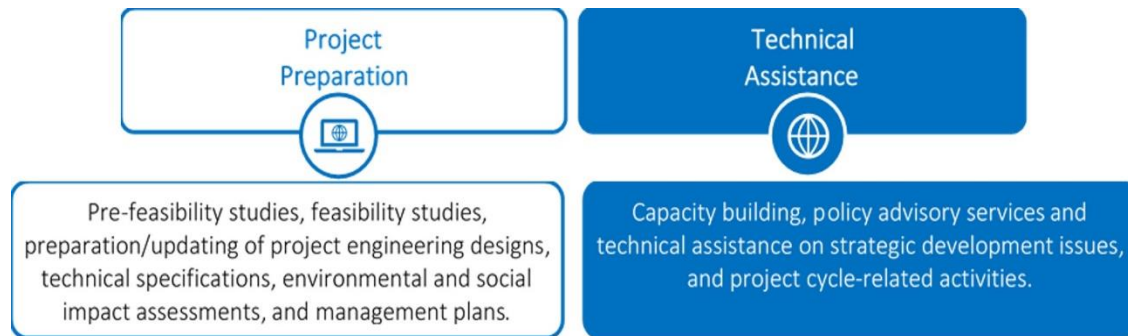 Project
Preparation
Pre-feasibility studies, feasibility studies,
preparation/updating of project engineering designs,
technical specifications, environmental and social
impact assessments, and management plans.
Technical
Assistance
Capacity building, policy advisory services and
technical assistance on strategic development issues,
and project cycle-related activities.